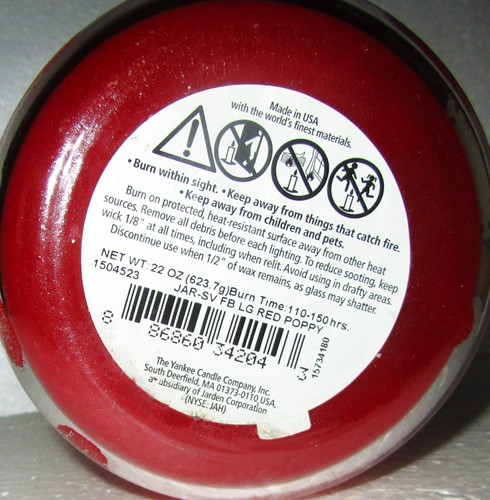 Made in USA
with the world's finest materials.
• Burn within sight. • Keep away from things that catch fire.
• Keep away from children and pets.
Burn on protected, heat-resistant surface away from other heat
sources. Remove all debris before each lighting. To reduce sooting, keep
wick 1/8" at all times, including when relit. Avoid using in drafty areas.
Discontinue use when 1/2" of wax remains, as glass may shatter.
NET WT: 22 OZ (623.7g) Burn Time: 110-150 hrs.
1504523 JAR-SV FB LG RED POPPY
8 86860 34204 3
15734180
The Yankee Candle Company, Inc.
South Deerfield, MA 01373-0110 USA
a subsidiary of Jarden Corporation
(NYSE: JAH)